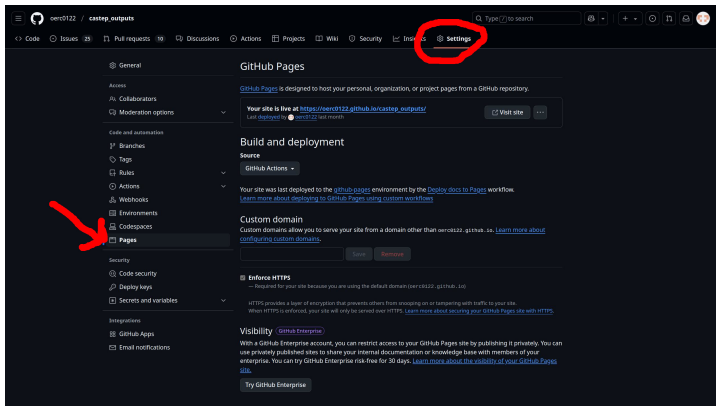 oerc0122 / castep_outputs
Type / to search
Code Issues 25 Pull requests 10 Discussions Actions Projects Wiki Security Insights Settings
General
Access
Collaborators
Moderation options
Code and automation
Branches
Tags
Rules
Actions
Webhooks
Environments
Codespaces
Pages
Security
Code security
Deploy keys
Secrets and variables
Integrations
GitHub Apps
Email notifications
GitHub Pages
GitHub Pages is designed to host your personal, organization, or project pages from a GitHub repository.
Your site is live at https://oerc0122.github.io/castep_outputs/
Last deployed by oerc0122 last month
Visit site
Build and deployment
Source
GitHub Actions
Your site was last deployed to the github-pages environment by the Deploy docs to Pages workflow.
Learn more about deploying to GitHub Pages using custom workflows
Custom domain
Custom domains allow you to serve your site from a domain other than oerc0122.github.io. Learn more about
configuring custom domains.
Save Remove
Enforce HTTPS
— Required for your site because you are using the default domain (oerc0122.github.io)
HTTPS provides a layer of encryption that prevents others from snooping on or tampering with traffic to your site.
When HTTPS is enforced, your site will only be served over HTTPS. Learn more about securing your GitHub Pages site with HTTPS.
Visibility GitHub Enterprise
With a GitHub Enterprise account, you can restrict access to your GitHub Pages site by publishing it privately. You can
use privately published sites to share your internal documentation or knowledge base with members of your
enterprise. You can try GitHub Enterprise risk-free for 30 days. Learn more about the visibility of your GitHub Pages
site.
Try GitHub Enterprise